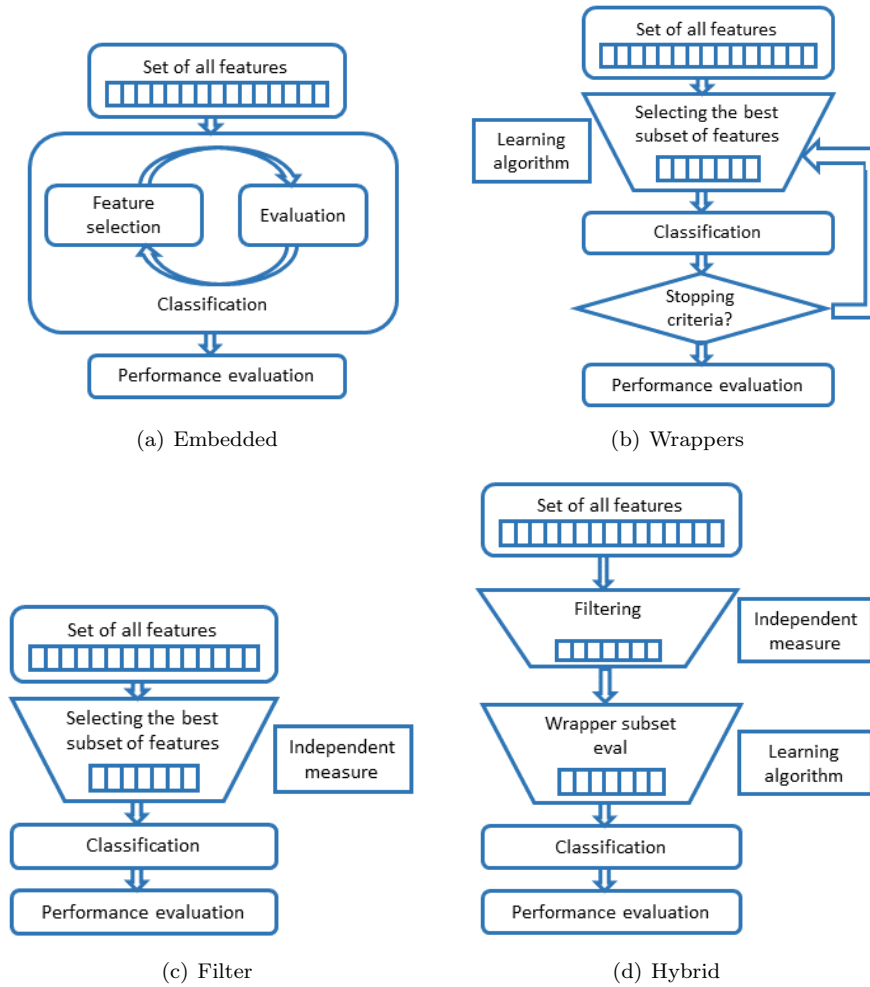 Set of all features
Feature
selection
Evaluation
Classification
Performance evaluation
(a) Embedded
Set of all features
Selecting the best
subset of features
Learning
algorithm
Classification
Stopping
criteria?
Performance evaluation
(b) Wrappers
Set of all features
Selecting the best
subset of features
Independent
measure
Classification
Performance evaluation
(c) Filter
Set of all features
Filtering
Independent
measure
Wrapper subset
eval
Learning
algorithm
Classification
Performance evaluation
(d) Hybrid